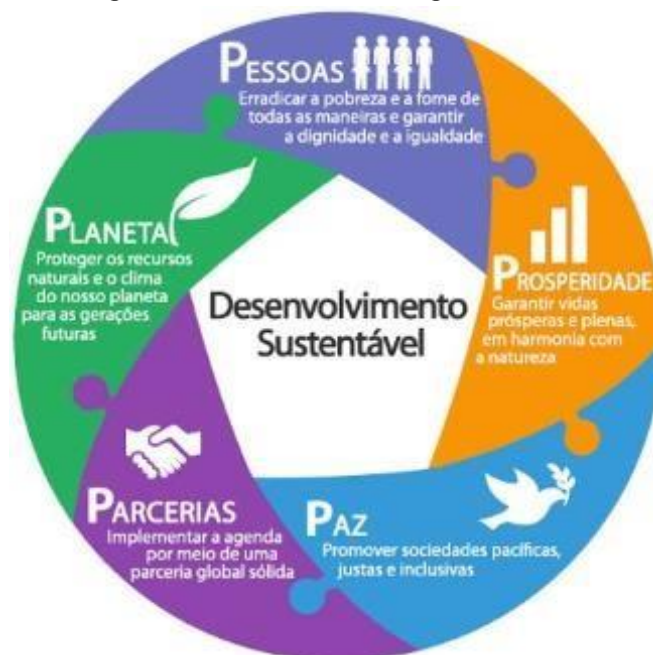 PESSOAS
Erradicar a pobreza e a fome de
todas as maneiras e garantir
a dignidade e a igualdade
PROSPERIDADE
Garantir vidas
prósperas e plenas,
em harmonia com
a natureza
PAZ
Promover sociedades pacíficas,
justas e inclusivas
PARCERIAS
Implementar a agenda
por meio de uma
parceria global sólida
PLANETA
Proteger os recursos
naturais e o clima
do nosso planeta
para as gerações
futuras
Desenvolvimento
Sustentável